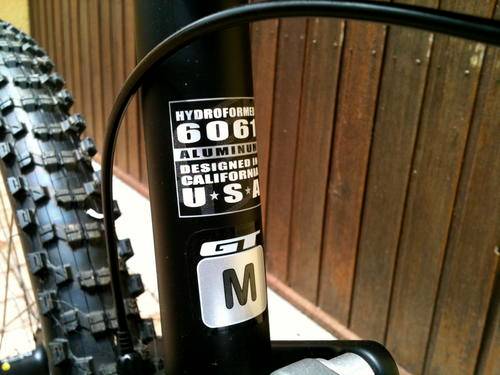 HYDROFORMED
6061
ALUMINUM
DESIGNED IN
CALIFORNIA
U★S★A
GT
M